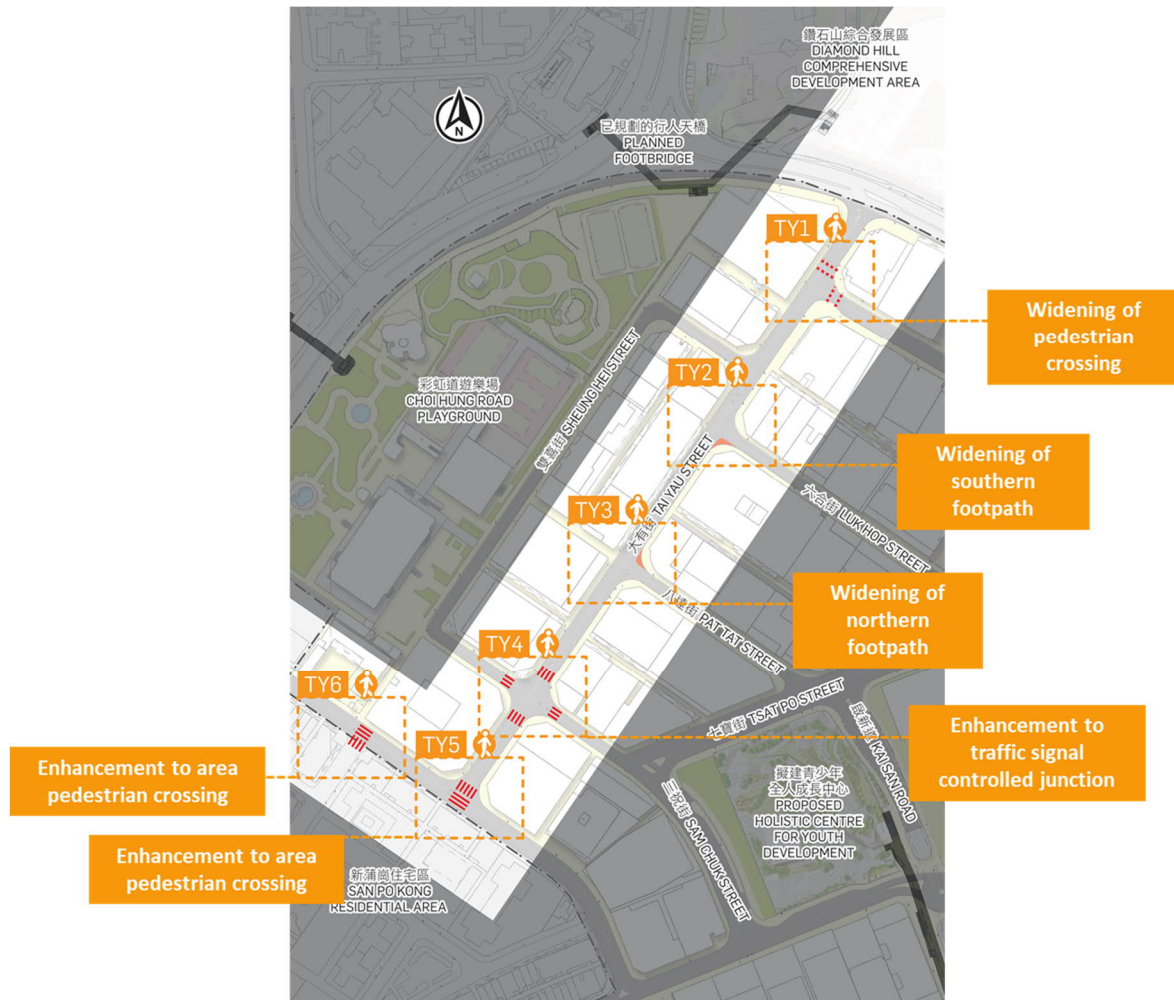 鑽石山綜合發展區
DIAMOND HILL
COMPREHENSIVE
DEVELOPMENT AREA
已規劃的行人天橋
PLANNED
FOOTBRIDGE
N
TY1
Widening of
pedestrian
crossing
彩虹道遊樂場
CHOI HUNG ROAD
PLAYGROUND
雙喜街 SHEUNG HEI STREET
TY2
Widening of
southern
footpath
大有街 TAI YAU STREET
六合街 LUK HOP STREET
TY3
Widening of
northern
footpath
八達街 PAT TAT STREET
TY4
Enhancement to
traffic signal
controlled junction
七寶街 TSAT PO STREET
啟新道 KAI SAN ROAD
TY6
Enhancement to area
pedestrian crossing
TY5
Enhancement to area
pedestrian crossing
三祝街 SAM CHUK STREET
擬建青少年
全人成長中心
PROPOSED
HOLISTIC CENTRE
FOR YOUTH
DEVELOPMENT
新蒲崗住宅區
SAN PO KONG
RESIDENTIAL AREA